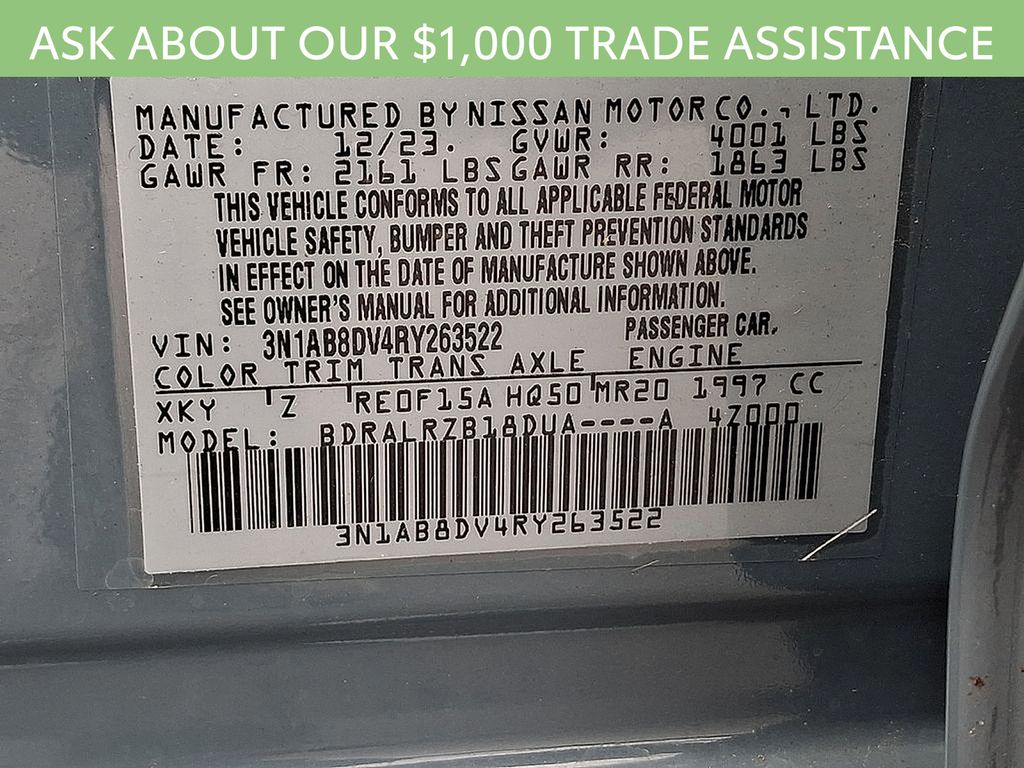 ASK ABOUT OUR $1,000 TRADE ASSISTANCE
MANUFACTURED BY NISSAN MOTOR CO., LTD.
DATE: 12/23. GVWR: 4001 LBS
GAWR FR: 2161 LBS GAWR RR: 1863 LBS
THIS VEHICLE CONFORMS TO ALL APPLICABLE FEDERAL MOTOR
VEHICLE SAFETY, BUMPER AND THEFT PREVENTION STANDARDS
IN EFFECT ON THE DATE OF MANUFACTURE SHOWN ABOVE.
SEE OWNER'S MANUAL FOR ADDITIONAL INFORMATION.
VIN: 3N1AB8DV4RY263522 PASSENGER CAR.
COLOR TRIM TRANS AXLE ENGINE
XKY Z RE0F15A HQ50 MR20 1997 CC
MODEL: BDRALRZB18DUA----A 4Z000
3N1AB8DV4RY263522